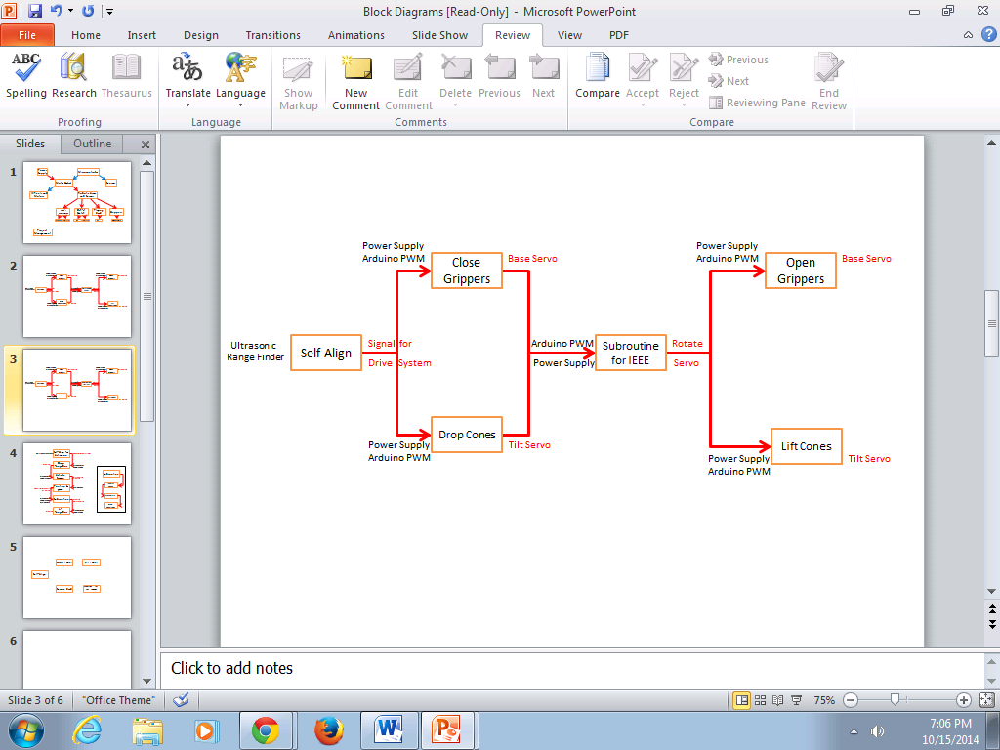 Block Diagrams [Read-Only] - Microsoft PowerPoint
File Home Insert Design Transitions Animations Slide Show Review View PDF
ABC
Spelling Research Thesaurus
Proofing
Translate Language
Language
Show Markup
New Comment
Edit Comment
Delete Previous Next
Comments
Compare Accept Reject
Previous
Next
Reviewing Pane
End Review
Compare
Slides Outline
1
2
3
4
5
6
Power Supply
Arduino PWM
Close
Grippers
Base Servo
Power Supply
Arduino PWM
Open
Grippers
Base Servo
Ultrasonic
Range Finder
Self-Align
Signal for
Drive System
Arduino PWM
Power Supply
Subroutine
for IEEE
Rotate
Servo
Drop Cones
Power Supply
Arduino PWM
Tilt Servo
Lift Cones
Power Supply
Arduino PWM
Tilt Servo
Click to add notes
Slide 3 of 6 "Office Theme" 75%
7:06 PM
10/15/2014